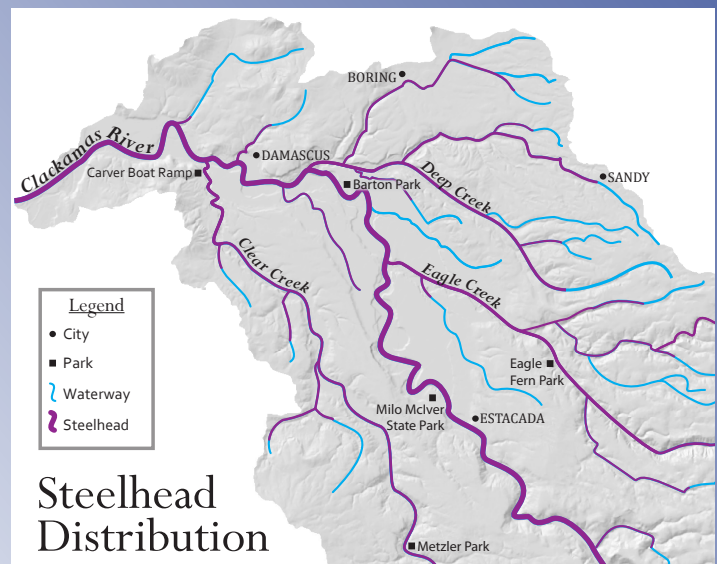 BORING
Clackamas River
DAMASCUS
Carver Boat Ramp
Barton Park
SANDY
Deep Creek
Clear Creek
Eagle Creek
Legend
City
Park
Waterway
Steelhead
Eagle
Fern Park
Milo McIver
State Park
ESTACADA
Steelhead
Distribution
Metzler Park